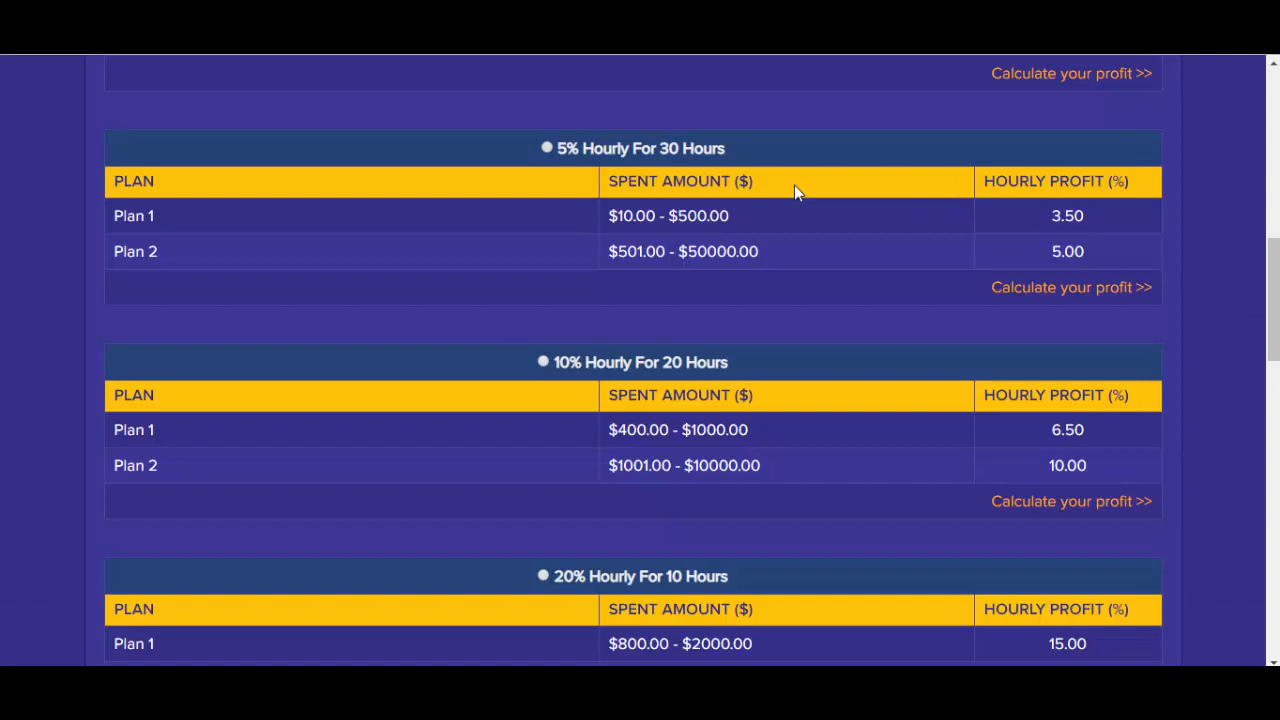 Calculate your profit >>
5% Hourly For 30 Hours
PLAN SPENT AMOUNT ($) HOURLY PROFIT (%)
Plan 1 $10.00 - $500.00 3.50
Plan 2 $501.00 - $50000.00 5.00
Calculate your profit >>
10% Hourly For 20 Hours
PLAN SPENT AMOUNT ($) HOURLY PROFIT (%)
Plan 1 $400.00 - $1000.00 6.50
Plan 2 $1001.00 - $10000.00 10.00
Calculate your profit >>
20% Hourly For 10 Hours
PLAN SPENT AMOUNT ($) HOURLY PROFIT (%)
Plan 1 $800.00 - $2000.00 15.00